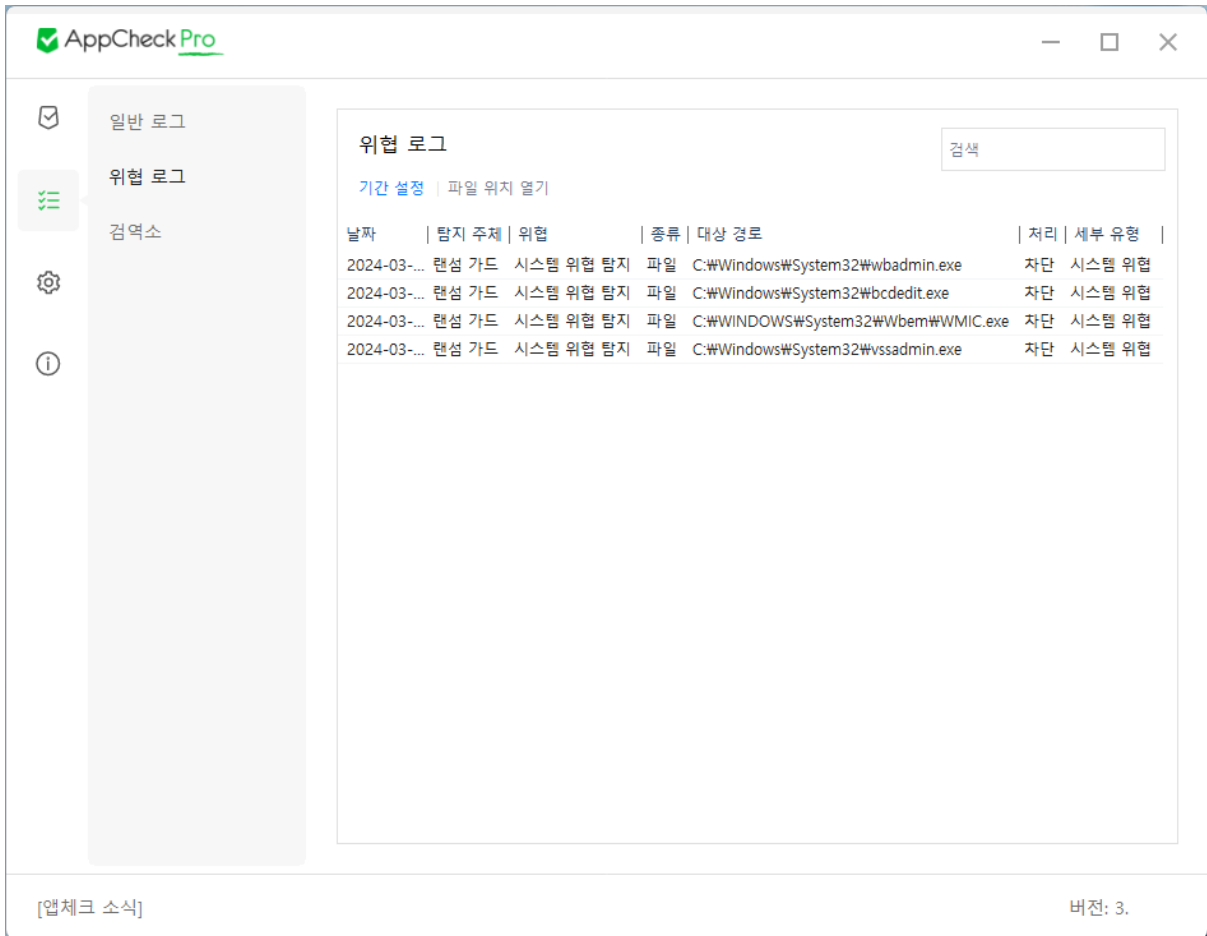 AppCheck Pro
일반 로그
위협 로그
검역소
위협 로그
검색
기간 설정 | 파일 위치 열기
날짜 | 탐지 주체 | 위협 | 종류 | 대상 경로 | 처리 | 세부 유형 |
2024-03-... 랜섬 가드 시스템 위협 탐지 파일 C:₩Windows₩System32₩wbadmin.exe 차단 시스템 위협
2024-03-... 랜섬 가드 시스템 위협 탐지 파일 C:₩Windows₩System32₩bcdedit.exe 차단 시스템 위협
2024-03-... 랜섬 가드 시스템 위협 탐지 파일 C:₩WINDOWS₩System32₩Wbem₩WMIC.exe 차단 시스템 위협
2024-03-... 랜섬 가드 시스템 위협 탐지 파일 C:₩Windows₩System32₩vssadmin.exe 차단 시스템 위협
[앱체크 소식]
버전: 3.